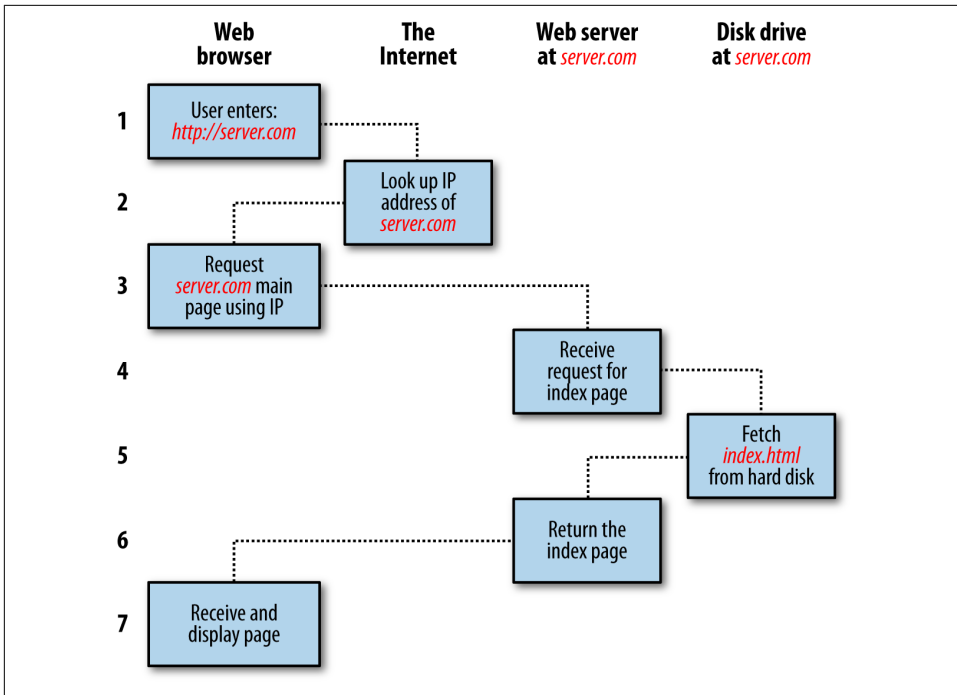 Web
browser
The
Internet
Web server
at server.com
Disk drive
at server.com
1
User enters:
http://server.com
2
Look up IP
address of
server.com
3
Request
server.com main
page using IP
4
Receive
request for
index page
5
Fetch
index.html
from hard disk
6
Return the
index page
7
Receive and
display page